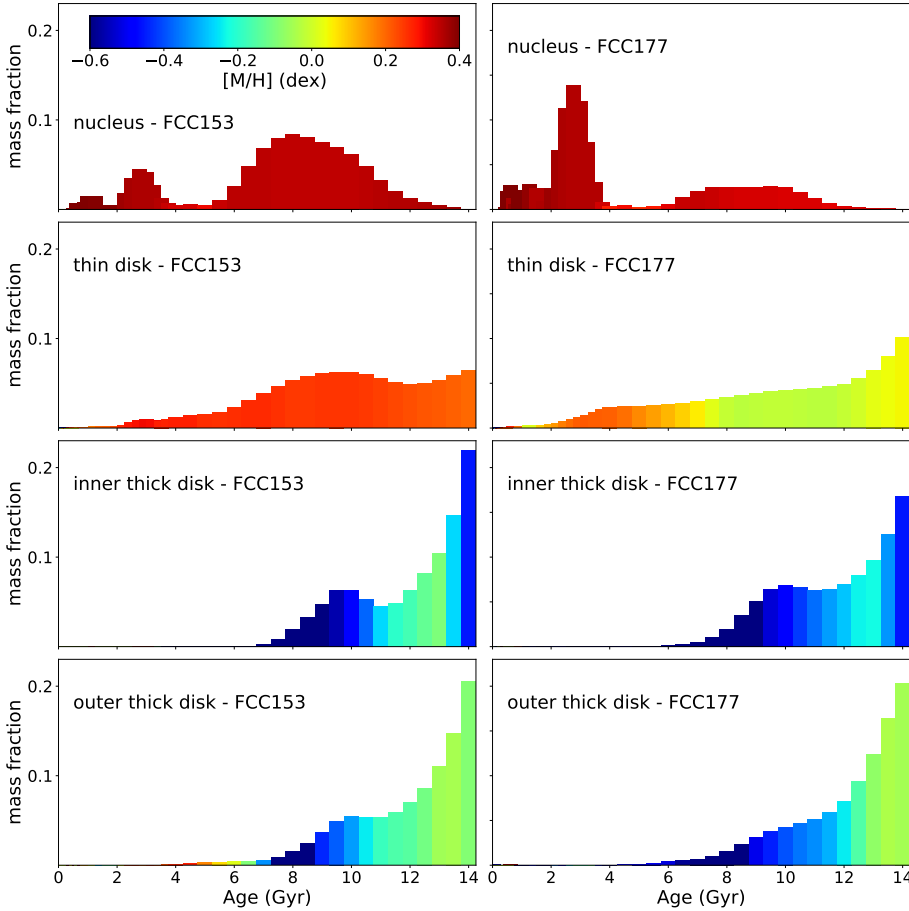 0.2
−0.6 −0.4 −0.2 0.0 0.2 0.4
[M/H] (dex)
nucleus - FCC153
nucleus - FCC177
0.1
mass fraction
0.2
thin disk - FCC153
thin disk - FCC177
0.1
mass fraction
0.2
inner thick disk - FCC153
inner thick disk - FCC177
0.1
mass fraction
0.2
outer thick disk - FCC153
outer thick disk - FCC177
0.1
mass fraction
0 2 4 6 8 10 12 14
0 2 4 6 8 10 12 14
Age (Gyr)
Age (Gyr)